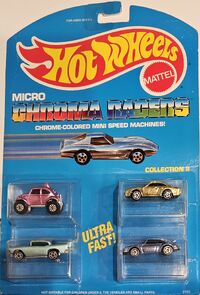 Hot Wheels
MATTEL
MICRO
CHROMA RACERS
CHROME-COLORED MINI SPEED MACHINES!
COLLECTION II
ULTRA
FAST!